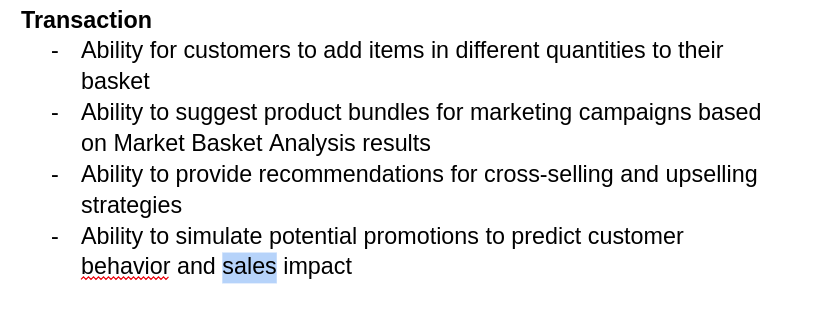 Transaction
- Ability for customers to add items in different quantities to their
basket
- Ability to suggest product bundles for marketing campaigns based
on Market Basket Analysis results
- Ability to provide recommendations for cross-selling and upselling
strategies
- Ability to simulate potential promotions to predict customer
behavior and sales impact